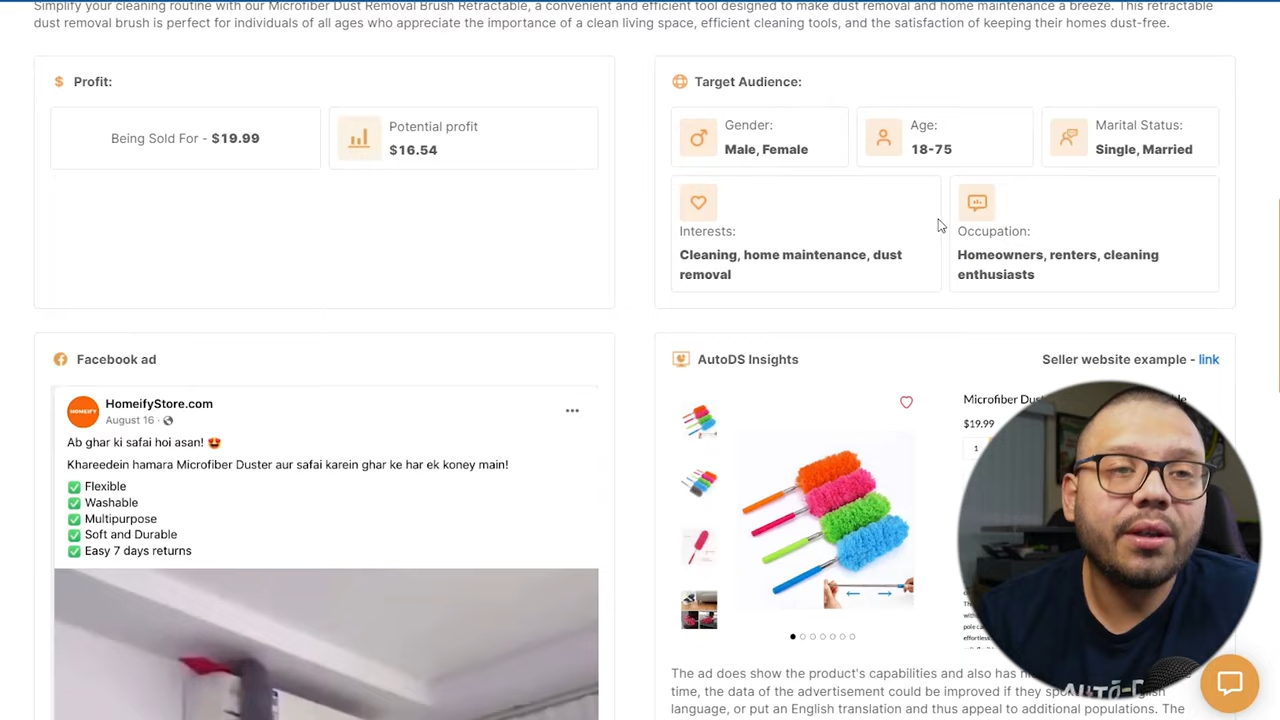 Simplify your cleaning routine with our Microfiber Dust Removal Brush Retractable, a convenient and efficient tool designed to make dust removal and home maintenance a breeze. This retractable
dust removal brush is perfect for individuals of all ages who appreciate the importance of a clean living space, efficient cleaning tools, and the satisfaction of keeping their homes dust-free.
$ Profit:
Being Sold For - $19.99
Potential profit
$16.54
Target Audience:
Gender:
Male, Female
Age:
18-75
Marital Status:
Single, Married
Interests:
Cleaning, home maintenance, dust
removal
Occupation:
Homeowners, renters, cleaning
enthusiasts
Facebook ad
HOMEIFY
HomeifyStore.com
August 16
Ab ghar ki safai hoi asan! 🤩
Khareedein hamara Microfiber Duster aur safai karein ghar ke har ek koney main!
✅ Flexible
✅ Washable
✅ Multipurpose
✅ Soft and Durable
✅ Easy 7 days returns
AutoDS Insights
Seller website example - link
Microfiber
$19.99
1
The ad does show the product's capabilities and also has
time, the data of the advertisement could be improved if they
language, or put an English translation and thus appeal to additional populations. The